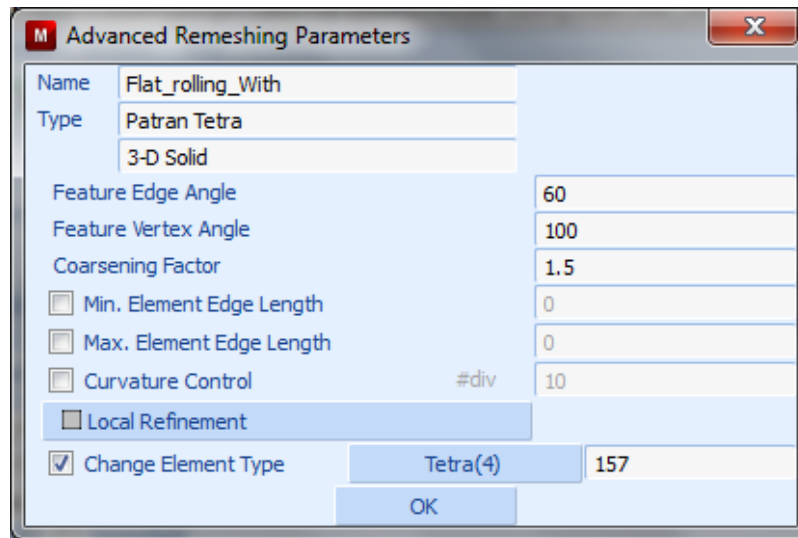 M Advanced Remeshing Parameters X
Name Flat_rolling_With
Type Patran Tetra
3-D Solid
Feature Edge Angle 60
Feature Vertex Angle 100
Coarsening Factor 1.5
Min. Element Edge Length 0
Max. Element Edge Length 0
Curvature Control #div 10
Local Refinement
Change Element Type Tetra(4) 157
OK